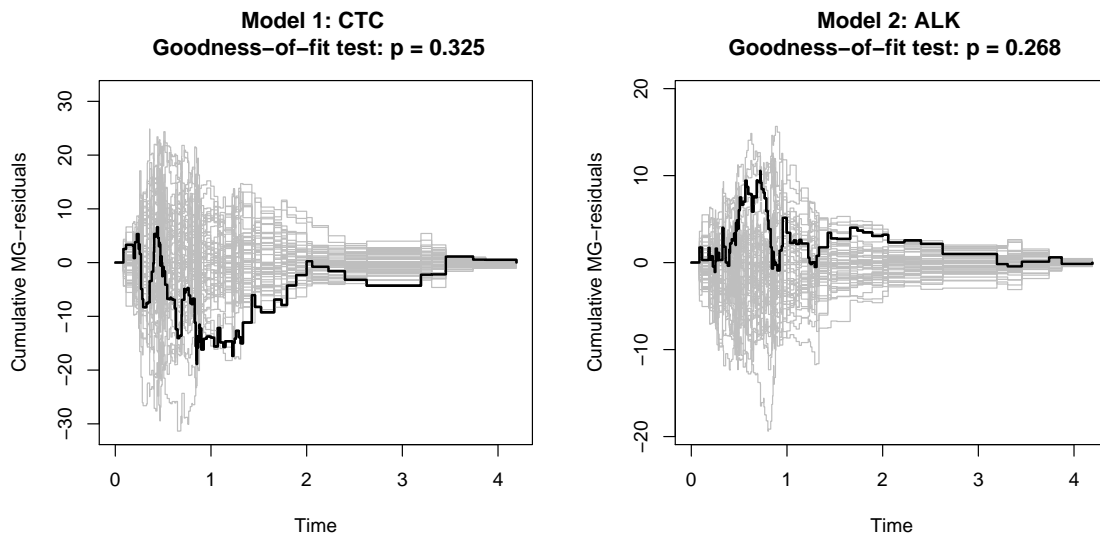 Model 1: CTC
Goodness−of−fit test: p = 0.325
Cumulative MG−residuals
30
20
10
0
−10
−20
−30
0 1 2 3 4
Time
Model 2: ALK
Goodness−of−fit test: p = 0.268
Cumulative MG−residuals
20
10
0
−10
−20
0 1 2 3 4
Time